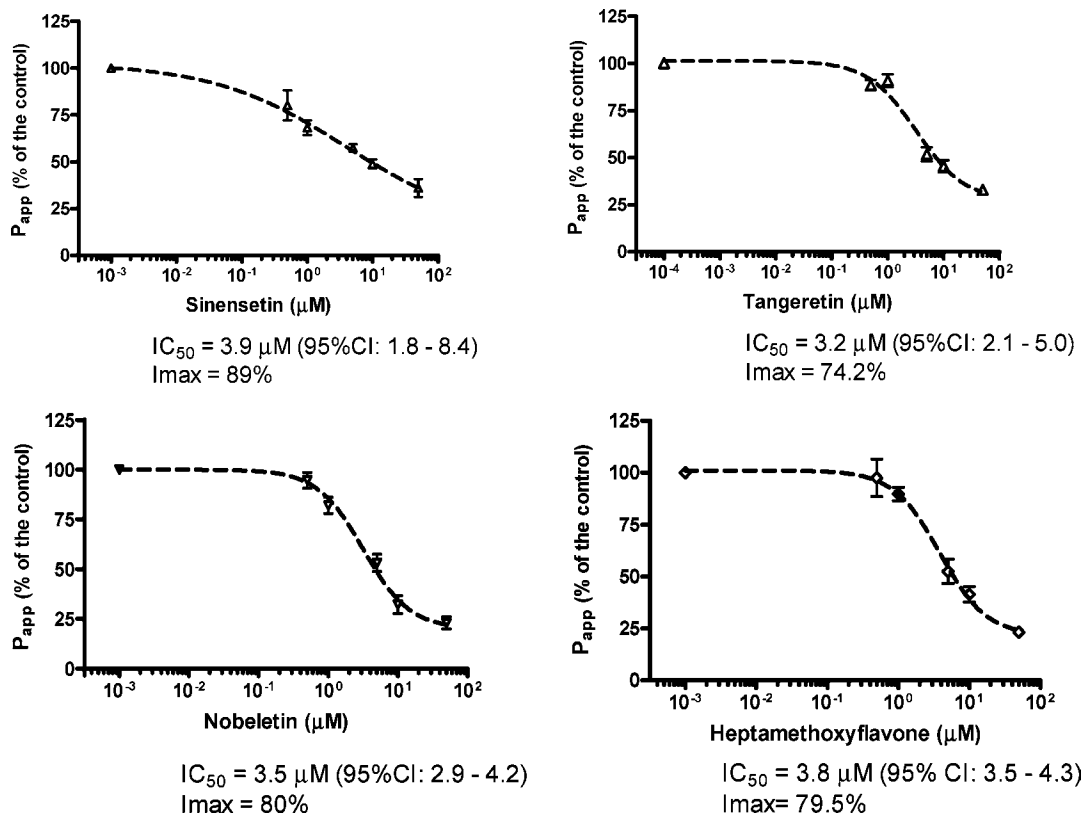 P_app (% of the control)
125
100
75
50
25
0
10⁻³ 10⁻² 10⁻¹ 10⁰ 10¹ 10²
Sinensetin (μM)
IC₅₀ = 3.9 μM (95%CI: 1.8 - 8.4)
Imax = 89%
P_app (% of the control)
125
100
75
50
25
0
10⁻⁴ 10⁻³ 10⁻² 10⁻¹ 10⁰ 10¹ 10²
Tangeretin (μM)
IC₅₀ = 3.2 μM (95%CI: 2.1 - 5.0)
Imax = 74.2%
P_app (% of the control)
125
100
75
50
25
0
10⁻³ 10⁻² 10⁻¹ 10⁰ 10¹ 10²
Nobeletin (μM)
IC₅₀ = 3.5 μM (95%CI: 2.9 - 4.2)
Imax = 80%
P_app (% of the control)
125
100
75
50
25
0
10⁻³ 10⁻² 10⁻¹ 10⁰ 10¹ 10²
Heptamethoxyflavone (μM)
IC₅₀ = 3.8 μM (95% CI: 3.5 - 4.3)
Imax= 79.5%